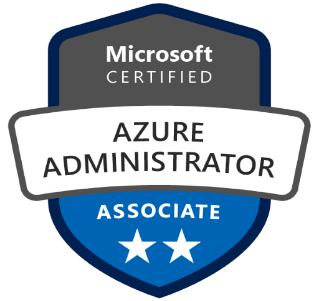 Microsoft
CERTIFIED
AZURE
ADMINISTRATOR
ASSOCIATE